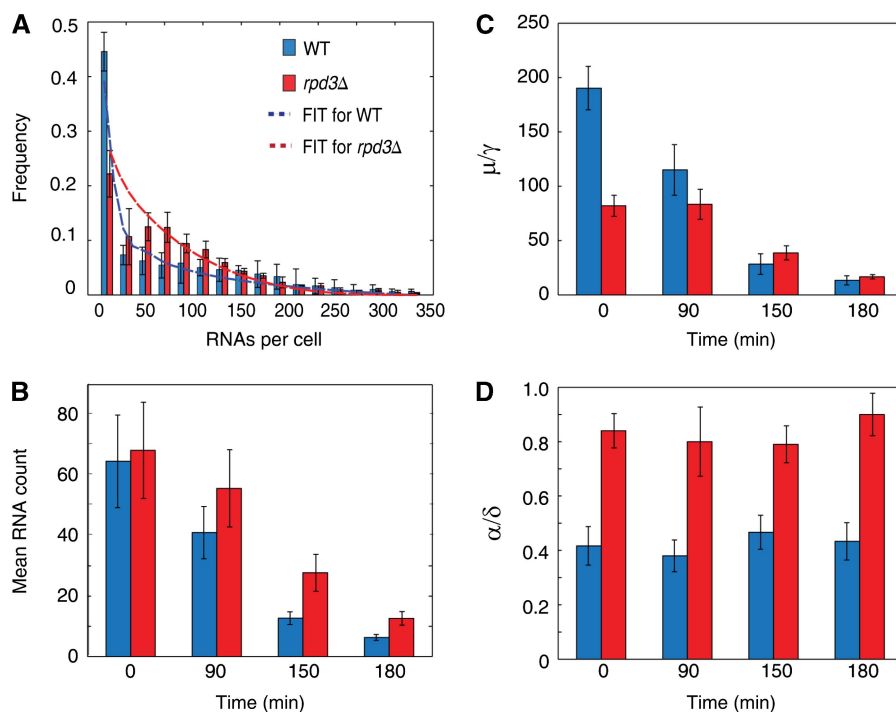 A
0.5
0.4
0.3
0.2
0.1
0
Frequency
WT
rpd3Δ
FIT for WT
FIT for rpd3Δ
0 50 100 150 200 250 300 350
RNAs per cell
B
80
60
40
20
0
Mean RNA count
0 90 150 180
Time (min)
C
250
200
150
100
50
0
μ/γ
0 90 150 180
Time (min)
D
1.0
0.8
0.6
0.4
0.2
0
α/δ
0 90 150 180
Time (min)